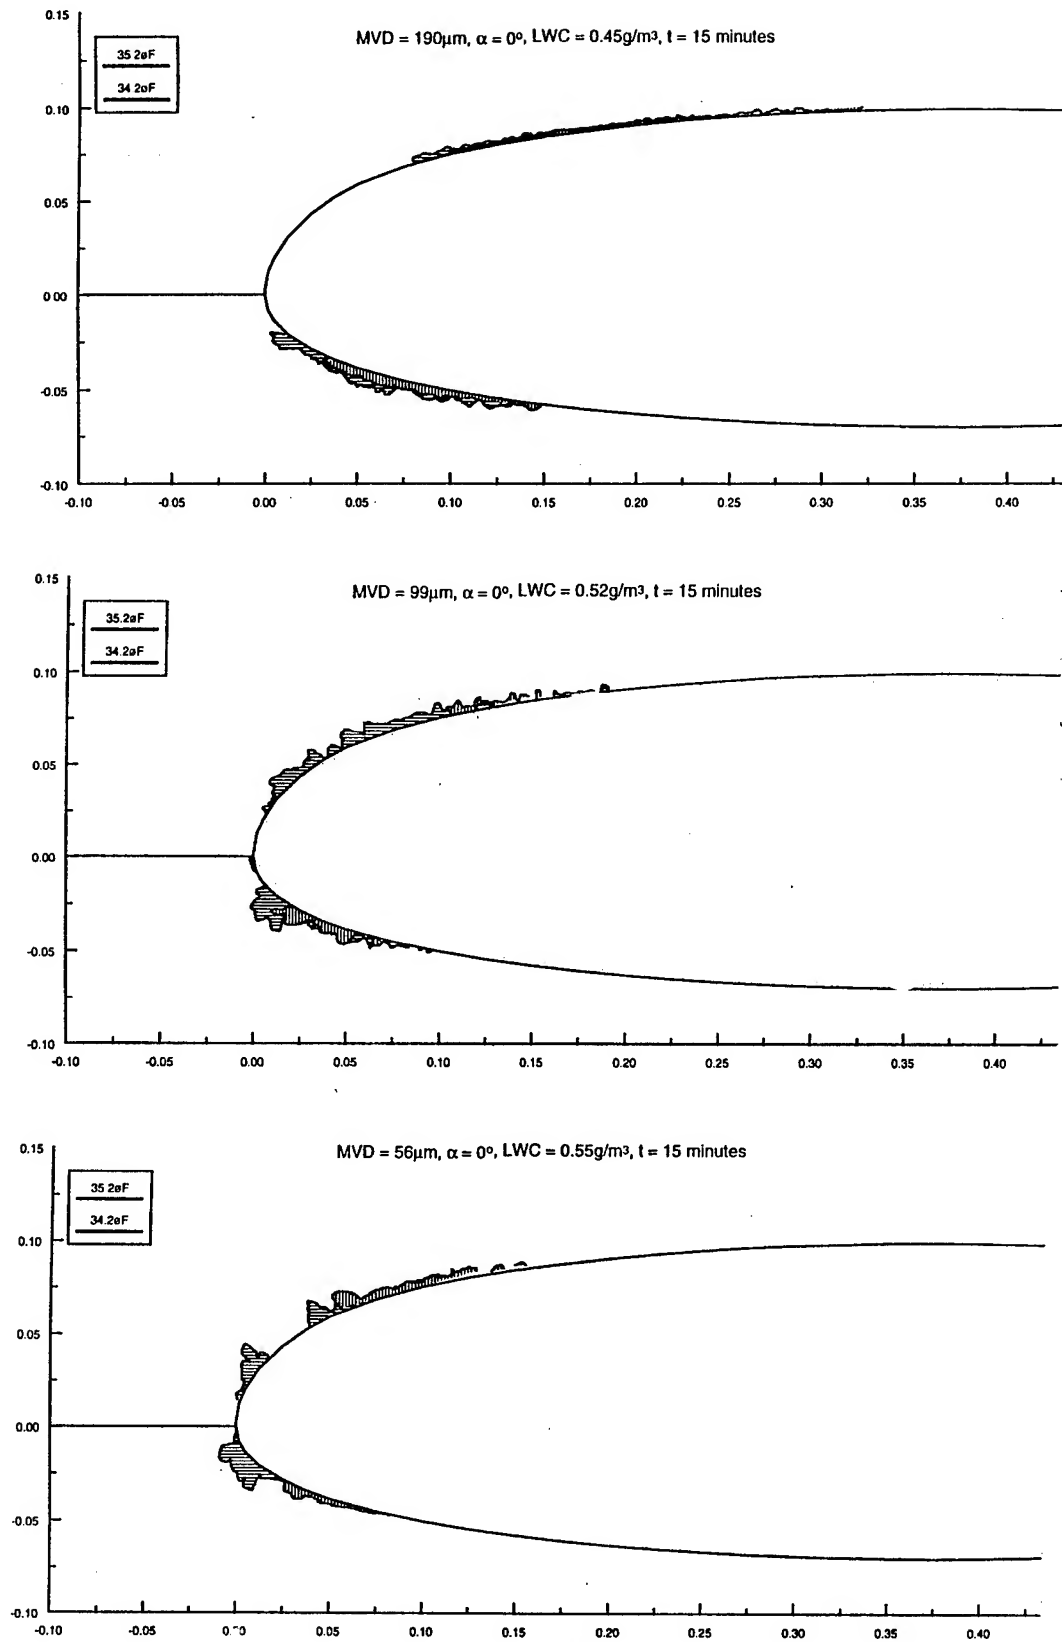 MVD = 190µm, α = 0º, LWC = 0.45g/m³, t = 15 minutes
35.2øF
34.2øF
0.15
0.10
0.05
0.00
-0.05
-0.10
-0.10 -0.05 0.00 0.05 0.10 0.15 0.20 0.25 0.30 0.35 0.40
MVD = 99µm, α = 0º, LWC = 0.52g/m³, t = 15 minutes
35.2øF
34.2øF
0.15
0.10
0.05
0.00
-0.05
-0.10
-0.10 -0.05 0.00 0.05 0.10 0.15 0.20 0.25 0.30 0.35 0.40
MVD = 56µm, α = 0º, LWC = 0.55g/m³, t = 15 minutes
35.2øF
34.2øF
0.15
0.10
0.05
0.00
-0.05
-0.10
-0.10 -0.05 0.05 0.10 0.15 0.20 0.25 0.30 0.35 0.40